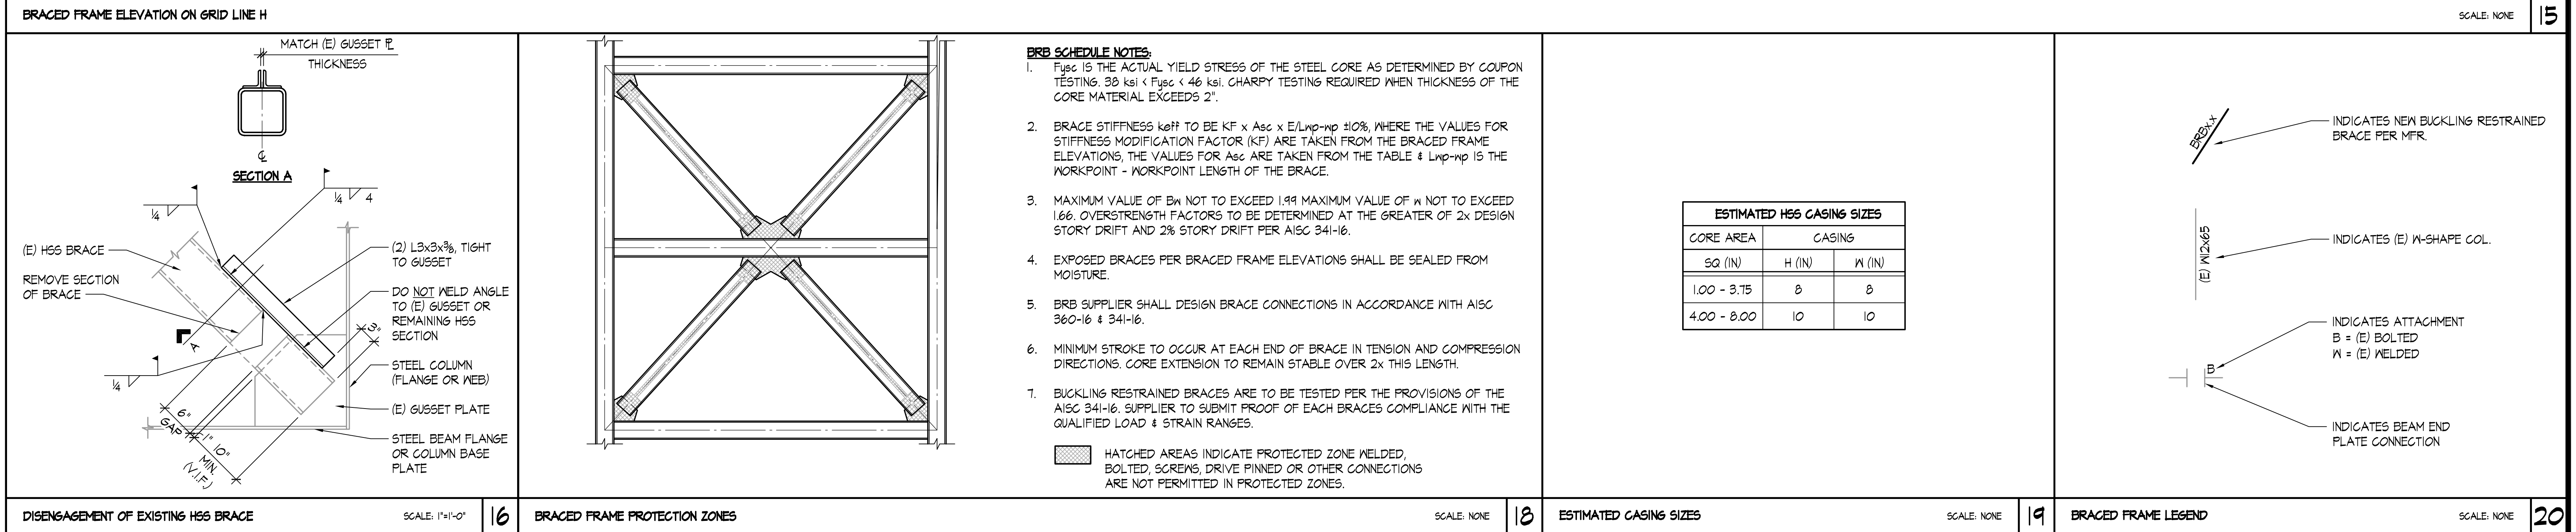 BRACED FRAME ELEVATION ON GRID LINE H
SCALE: NONE
15
MATCH (E) GUSSET PL
THICKNESS
CL
SECTION A
1/4
1/4
4
(E) HSS BRACE
REMOVE SECTION
OF BRACE
(2) L3x3x3/8, TIGHT
TO GUSSET
DO NOT WELD ANGLE
TO (E) GUSSET OR
REMAINING HSS
SECTION
3"
A
1/4
STEEL COLUMN
(FLANGE OR WEB)
(E) GUSSET PLATE
STEEL BEAM FLANGE
OR COLUMN BASE
PLATE
6"
GAP
1"
10"
MIN.
(V.I.F.)
DISENGAGEMENT OF EXISTING HSS BRACE
SCALE: 1"=1'-0"
16
BRB SCHEDULE NOTES:
1. Fysc IS THE ACTUAL YIELD STRESS OF THE STEEL CORE AS DETERMINED BY COUPON
TESTING. 38 ksi < Fysc < 46 ksi. CHARPY TESTING REQUIRED WHEN THICKNESS OF THE
CORE MATERIAL EXCEEDS 2".
2. BRACE STIFFNESS keff TO BE KF x Asc x E/Lwp-wp ±10%, WHERE THE VALUES FOR
STIFFNESS MODIFICATION FACTOR (KF) ARE TAKEN FROM THE BRACED FRAME
ELEVATIONS, THE VALUES FOR Asc ARE TAKEN FROM THE TABLE & Lwp-wp IS THE
WORKPOINT - WORKPOINT LENGTH OF THE BRACE.
3. MAXIMUM VALUE OF Bw NOT TO EXCEED 1.99 MAXIMUM VALUE OF w NOT TO EXCEED
1.66. OVERSTRENGTH FACTORS TO BE DETERMINED AT THE GREATER OF 2x DESIGN
STORY DRIFT AND 2% STORY DRIFT PER AISC 341-16.
4. EXPOSED BRACES PER BRACED FRAME ELEVATIONS SHALL BE SEALED FROM
MOISTURE.
5. BRB SUPPLIER SHALL DESIGN BRACE CONNECTIONS IN ACCORDANCE WITH AISC
360-16 & 341-16.
6. MINIMUM STROKE TO OCCUR AT EACH END OF BRACE IN TENSION AND COMPRESSION
DIRECTIONS. CORE EXTENSION TO REMAIN STABLE OVER 2x THIS LENGTH.
7. BUCKLING RESTRAINED BRACES ARE TO BE TESTED PER THE PROVISIONS OF THE
AISC 341-16. SUPPLIER TO SUBMIT PROOF OF EACH BRACES COMPLIANCE WITH THE
QUALIFIED LOAD & STRAIN RANGES.
HATCHED AREAS INDICATE PROTECTED ZONE WELDED,
BOLTED, SCREWS, DRIVE PINNED OR OTHER CONNECTIONS
ARE NOT PERMITTED IN PROTECTED ZONES.
BRACED FRAME PROTECTION ZONES
SCALE: NONE
18
ESTIMATED HSS CASING SIZES
CORE AREA CASING
SQ (IN) H (IN) W (IN)
1.00 - 3.75 8 8
4.00 - 8.00 10 10
ESTIMATED CASING SIZES
SCALE: NONE
19
BRBx.x
INDICATES NEW BUCKLING RESTRAINED
BRACE PER MFR.
(E) W12x65
INDICATES (E) W-SHAPE COL.
B
INDICATES ATTACHMENT
B = (E) BOLTED
W = (E) WELDED
INDICATES BEAM END
PLATE CONNECTION
BRACED FRAME LEGEND
SCALE: NONE
20